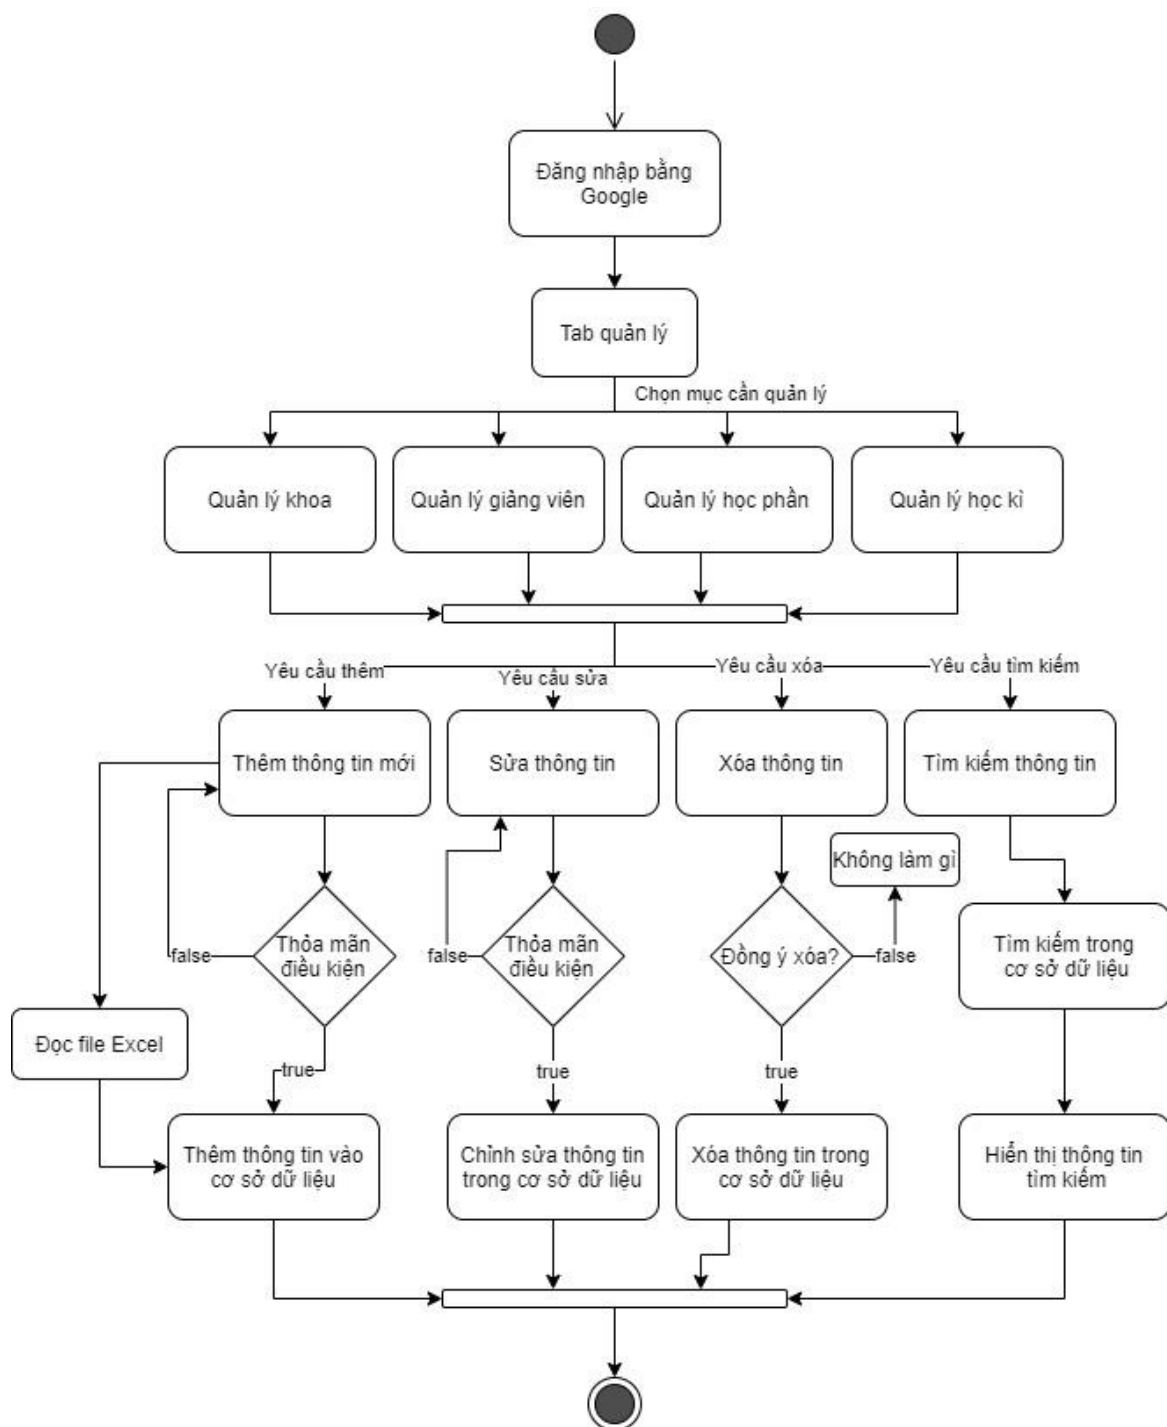 Đăng nhập bằng
Google
Tab quản lý
Chọn mục cần quản lý
Quản lý khoa
Quản lý giảng viên
Quản lý học phần
Quản lý học kì
Yêu cầu thêm
Yêu cầu sửa
Yêu cầu xóa
Yêu cầu tìm kiếm
Thêm thông tin mới
Sửa thông tin
Xóa thông tin
Tìm kiếm thông tin
Không làm gì
false
Thỏa mãn
điều kiện
false
Thỏa mãn
điều kiện
Đồng ý xóa?
false
Tìm kiếm trong
cơ sở dữ liệu
Đọc file Excel
true
true
true
Thêm thông tin vào
cơ sở dữ liệu
Chỉnh sửa thông tin
trong cơ sở dữ liệu
Xóa thông tin trong
cơ sở dữ liệu
Hiển thị thông tin
tìm kiếm